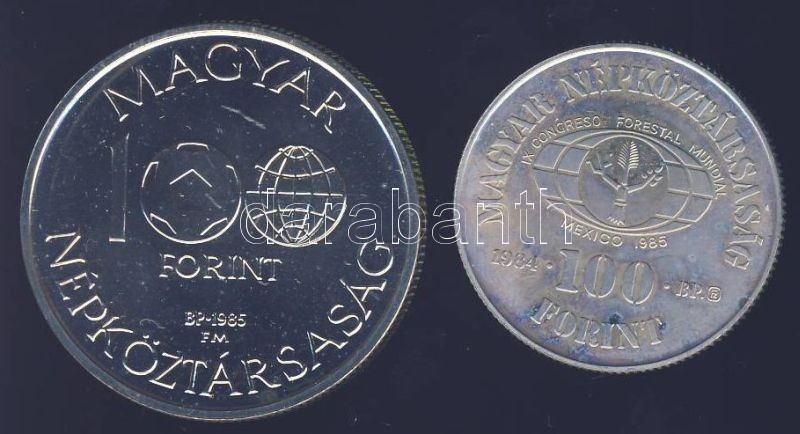 MAGYAR
100
FORINT
BP·1985
F.M.
NÉPKÖZTÁRSASÁG
MAGYAR NÉPKÖZTÁRSASÁG
IX CONGRESO FORESTAL MUNDIAL
MEXICO 1985
1984 · 100 · BP.
FORINT
darabanth